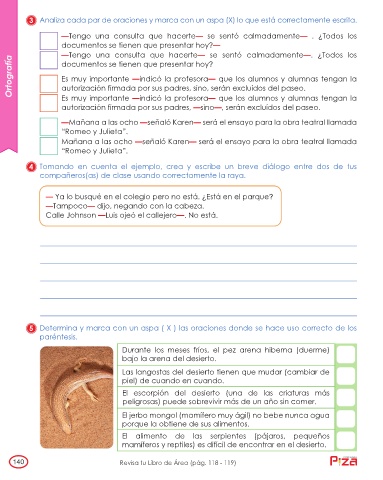 Ortografía
3 Analiza cada par de oraciones y marca con un aspa (X) lo que está correctamente escrito.
—Tengo una consulta que hacerte— se sentó calmadamente— . ¿Todos los
documentos se tienen que presentar hoy?—
—Tengo una consulta que hacerte— se sentó calmadamente—. ¿Todos los
documentos se tienen que presentar hoy?
Es muy importante —indicó la profesora— que los alumnos y alumnas tengan la
autorización firmada por sus padres, sino, serán excluidos del paseo.
Es muy importante —indicó la profesora— que los alumnos y alumnas tengan la
autorización firmada por sus padres, —sino—, serán excluidos del paseo.
—Mañana a las ocho —señaló Karen— será el ensayo para la obra teatral llamada
“Romeo y Julieta”.
Mañana a las ocho —señaló Karen— será el ensayo para la obra teatral llamada
“Romeo y Julieta”.
4 Tomando en cuenta el ejemplo, crea y escribe un breve diálogo entre dos de tus
compañeros(as) de clase usando correctamente la raya.
— Ya lo busqué en el colegio pero no está. ¿Está en el parque?
—Tampoco— dijo, negando con la cabeza.
Calle Johnson —Luis ojeó el callejero—. No está.
5 Determina y marca con un aspa ( X ) las oraciones donde se hace uso correcto de los
paréntesis.
Durante los meses fríos, el pez arena hiberna (duerme)
bajo la arena del desierto.
Las langostas del desierto tienen que mudar (cambiar de
piel) de cuando en cuando.
El escorpión del desierto (una de las criaturas más
peligrosas) puede sobrevivir más de un año sin comer.
El jerbo mongol (mamífero muy ágil) no bebe nunca agua
porque la obtiene de sus alimentos.
El alimento de las serpientes (pájaros, pequeños
mamíferos y reptiles) es difícil de encontrar en el desierto.
140
Revisa tu Libro de Área (pág. 118 - 119)